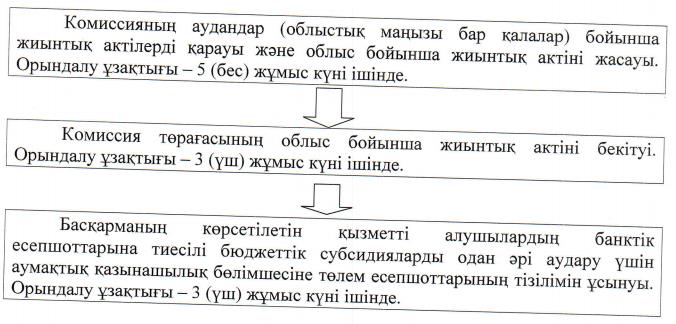 Комиссияның аудандар (облыстық маңызы бар қалалар) бойынша
жиынтық актілерді қарауы және облыс бойынша жиынтық актіні жасауы.
Орындалу ұзақтығы – 5 (бес) жұмыс күні ішінде.
Комиссия төрағасының облыс бойынша жиынтық актіні бекітуі.
Орындалу ұзақтығы – 3 (үш) жұмыс күні ішінде.
Басқарманың көрсетілетін қызметті алушылардың банктік
есепшоттарына тиесілі бюджеттік субсидияларды одан әрі аудару үшін
аумақтық қазынашылық бөлімшесіне төлем есепшоттарының тізілімін ұсынуы.
Орындалу ұзақтығы – 3 (үш) жұмыс күні ішінде.